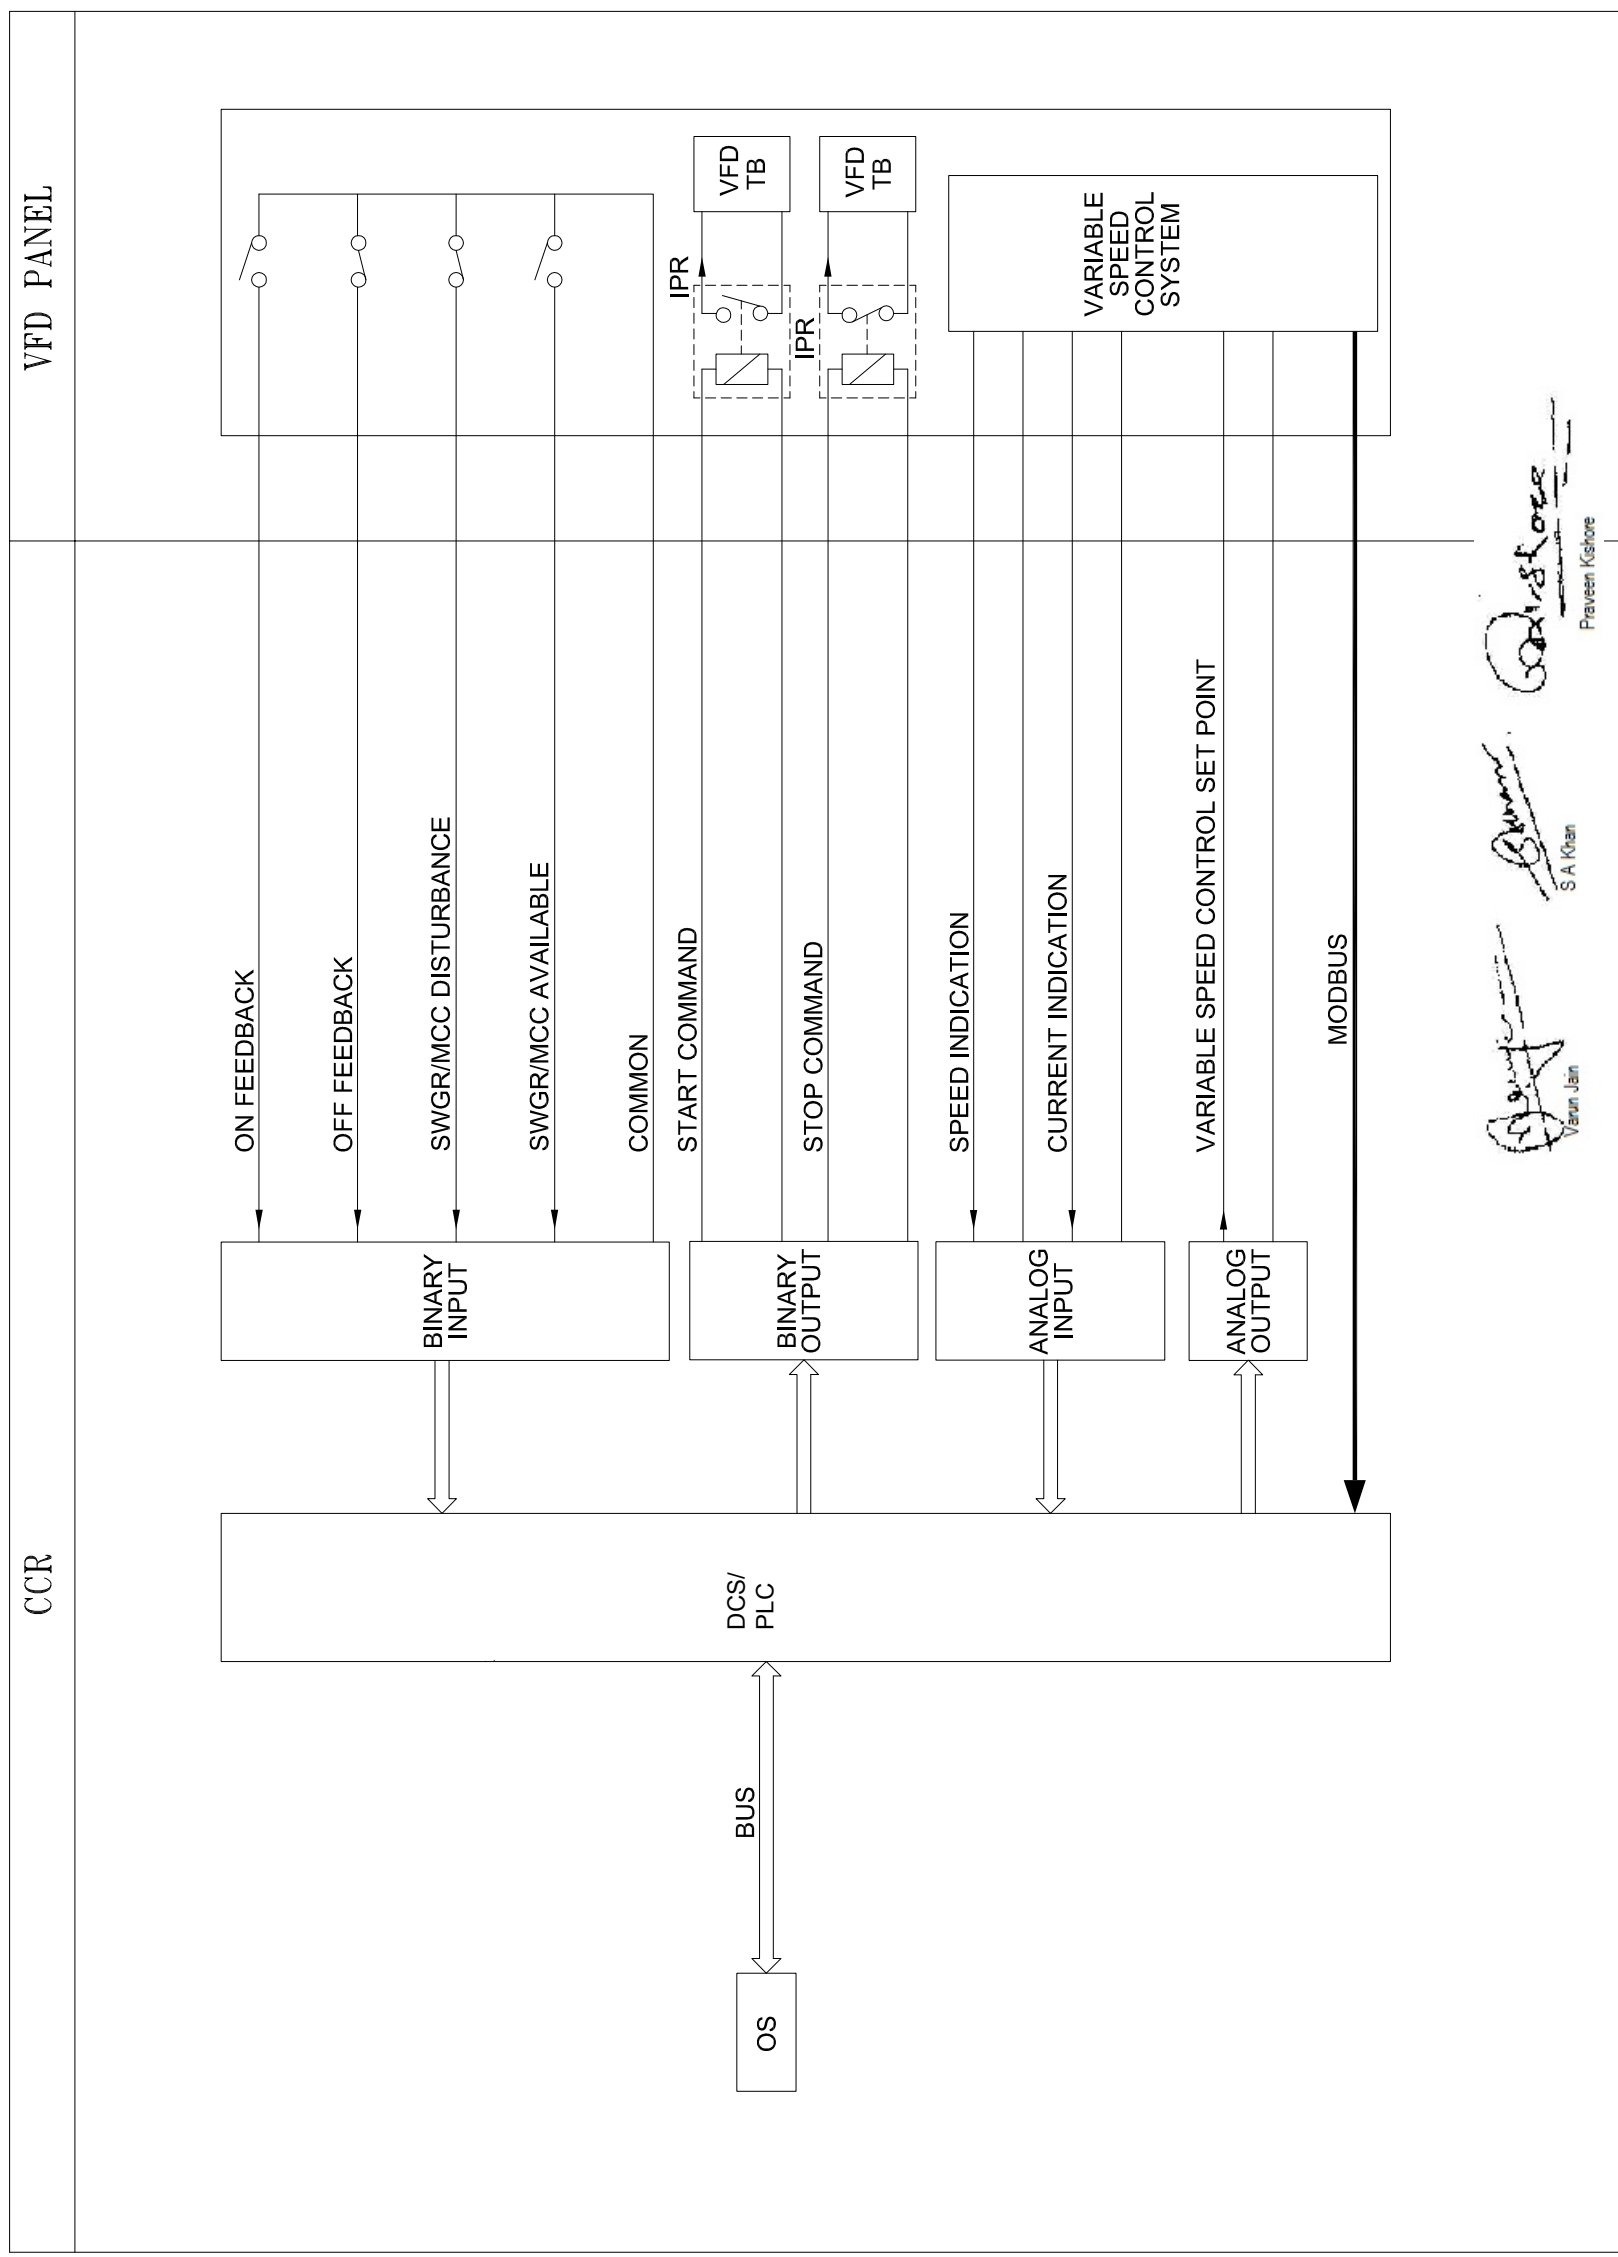 CCR
VFD PANEL
ON FEEDBACK
OFF FEEDBACK
SWGR/MCC DISTURBANCE
SWGR/MCC AVAILABLE
COMMON
BINARY
INPUT
START COMMAND
IPR
VFD
TB
STOP COMMAND
IPR
VFD
TB
BINARY
OUTPUT
OS
BUS
DCS/
PLC
SPEED INDICATION
CURRENT INDICATION
ANALOG
INPUT
VARIABLE
SPEED
CONTROL
SYSTEM
VARIABLE SPEED CONTROL SET POINT
ANALOG
OUTPUT
MODBUS
Varun Jain
S A Khan
Praveen Kishore